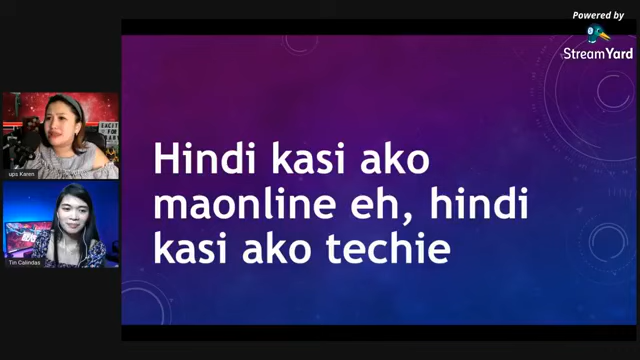 Powered by
StreamYard
Hindi kasi ako
maonline eh, hindi
kasi ako techie
ups Karen
Tin Calindas